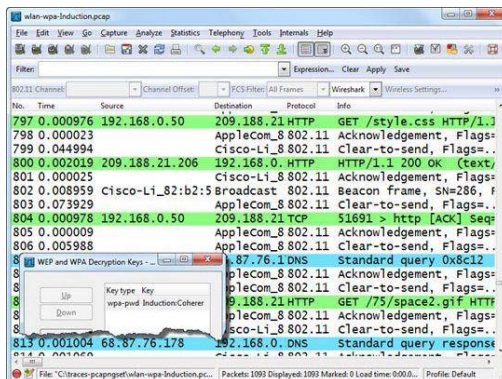 wlan-wpa-Induction.pcap
File Edit View Go Capture Analyze Statistics Telephony Tools Internals Help
Filter: Expression... Clear Apply Save
802.11 Channel: Channel Offset: FCS Filter: All Frames Wireshark Wireless Settings...
No. Time Source Destination Protocol Info
797 0.000976 192.168.0.50 209.188.21 HTTP GET /style.css HTTP/1.1
798 0.000023 AppleCom_8 802.11 Acknowledgement, Flags=
799 0.044994 Cisco-Li_8 802.11 Clear-to-send, Flags=.
800 0.002019 209.188.21.206 192.168.0. HTTP HTTP/1.1 200 OK (text/
801 0.000025 AppleCom_8 802.11 Acknowledgement, Flags=
802 0.008959 Cisco-Li_82:b2:5 Broadcast 802.11 Beacon frame, SN=286, F
803 0.073929 AppleCom_8 802.11 Clear-to-send, Flags=.
804 0.000978 192.168.0.50 209.188.21 TCP 51691 > http [ACK] Seq=
805 0.000009 AppleCom_8 802.11 Acknowledgement, Flags=
806 0.005988 AppleCom_8 802.11 Clear-to-send, Flags=.
.87.76.1 DNS Standard query 0x8c12
WEP and WPA Decryption Keys - ...
Acknowledgement, Flags=
Up Key type Key
Clear-to-send, Flags=.
wpa-pwd Induction:Coherer
HTTP GET /75/space2.gif HTTP
Down
802.11 Acknowledgement, Flags=
802.11 Clear-to-send, Flags=.
813 0.001004 68.87.76.178 192.168.0. DNS Standard query response
File: "C:\traces-pcapngset\wlan-wpa-Induction.pc... Packets: 1093 Displayed: 1093 Marked: 0 Load time: 0:00.0... Profile: Default